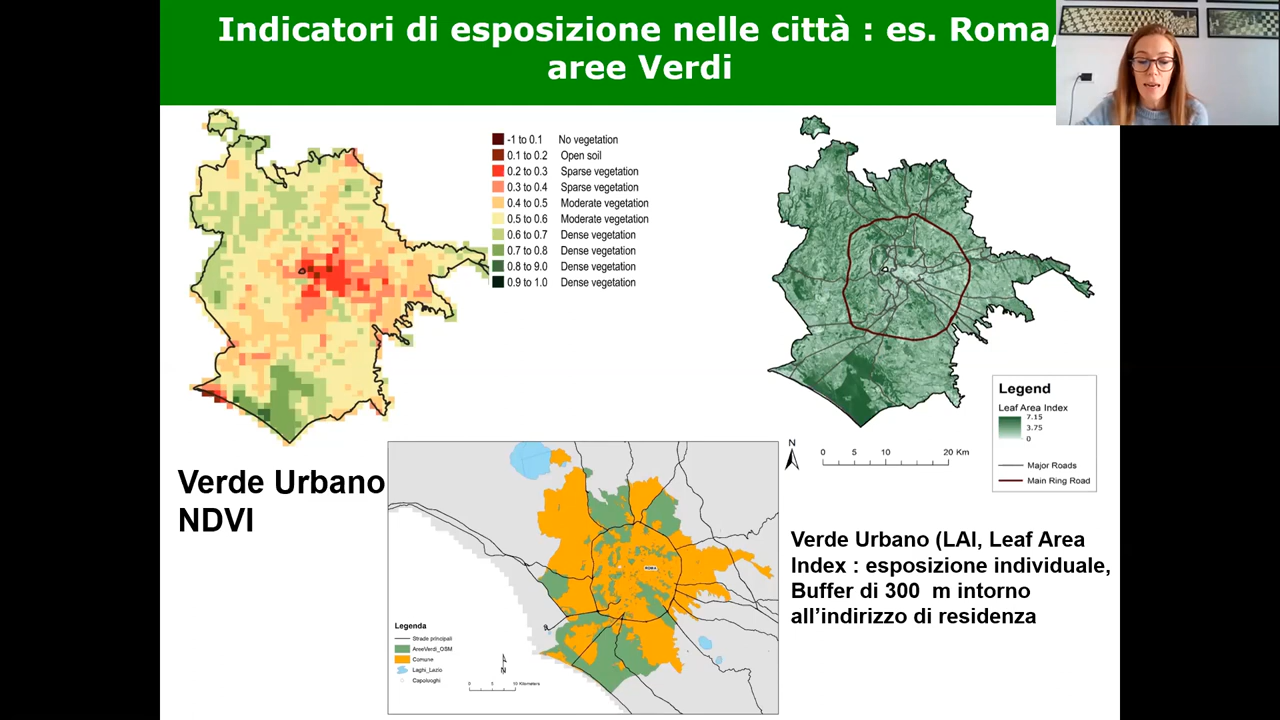 Indicatori di esposizione nelle città : es. Roma,
aree Verdi
-1 to 0.1 No vegetation
0.1 to 0.2 Open soil
0.2 to 0.3 Sparse vegetation
0.3 to 0.4 Sparse vegetation
0.4 to 0.5 Moderate vegetation
0.5 to 0.6 Moderate vegetation
0.6 to 0.7 Dense vegetation
0.7 to 0.8 Dense vegetation
0.8 to 9.0 Dense vegetation
0.9 to 1.0 Dense vegetation
Legend
Leaf Area Index
7.15
3.75
0
Major Roads
Main Ring Road
N
0 5 10 20 Km
Verde Urbano
NDVI
ROMA
Legenda
Strade principali
AreeVerdi_OSM
Comune
Laghi_Lazio
Capoluoghi
N
0 5 10 Kilometers
Verde Urbano (LAI, Leaf Area
Index : esposizione individuale,
Buffer di 300 m intorno
all’indirizzo di residenza